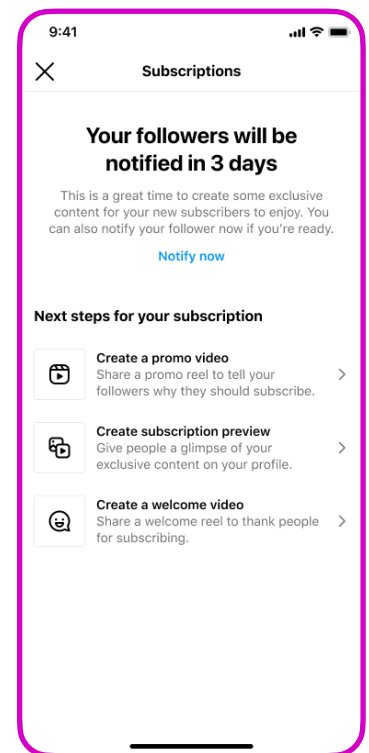 9:41
Subscriptions
Your followers will be
notified in 3 days
This is a great time to create some exclusive
content for your new subscribers to enjoy. You
can also notify your follower now if you're ready.
Notify now
Next steps for your subscription
Create a promo video
Share a promo reel to tell your
followers why they should subscribe.
Create subscription preview
Give people a glimpse of your
exclusive content on your profile.
Create a welcome video
Share a welcome reel to thank people
for subscribing.